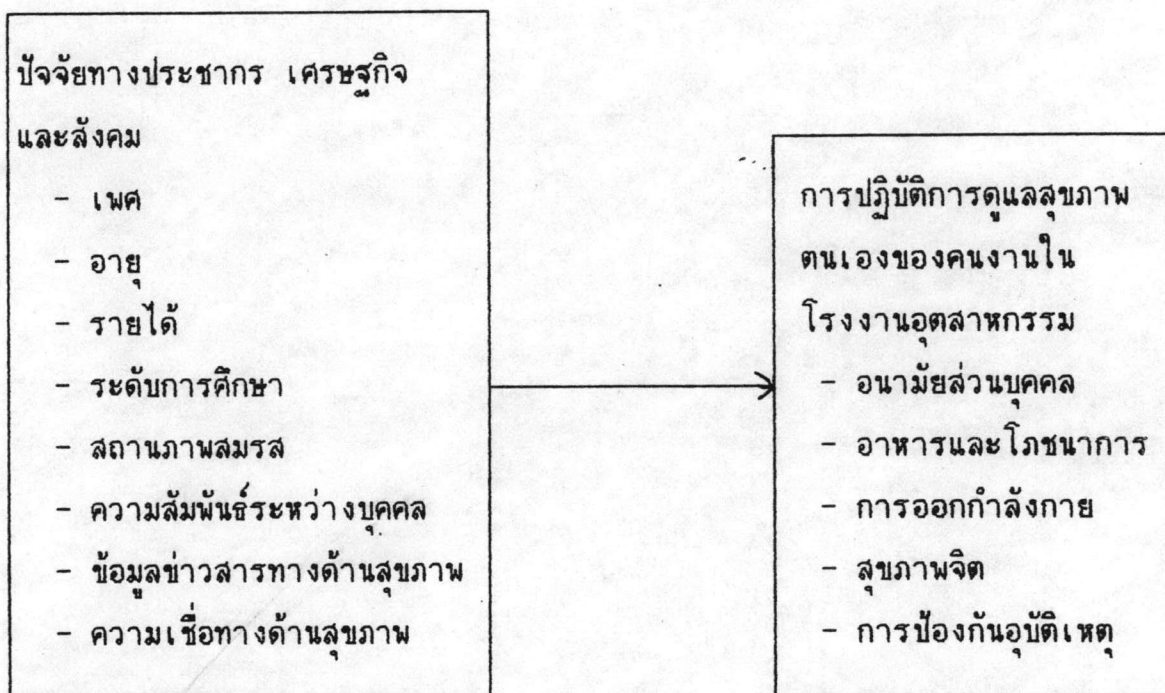 ปัจจัยทางประชากร เศรษฐกิจ
และสังคม
- เพศ
- อายุ
- รายได้
- ระดับการศึกษา
- สถานภาพสมรส
- ความสัมพันธ์ระหว่างบุคคล
- ข้อมูลข่าวสารทางด้านสุขภาพ
- ความเชื่อทางด้านสุขภาพ
การปฏิบัติการดูแลสุขภาพ
ตนเองของคนงานใน
โรงงานอุตสาหกรรม
- อนามัยส่วนบุคคล
- อาหารและโภชนาการ
- การออกกำลังกาย
- สุขภาพจิต
- การป้องกันอุบัติเหตุ